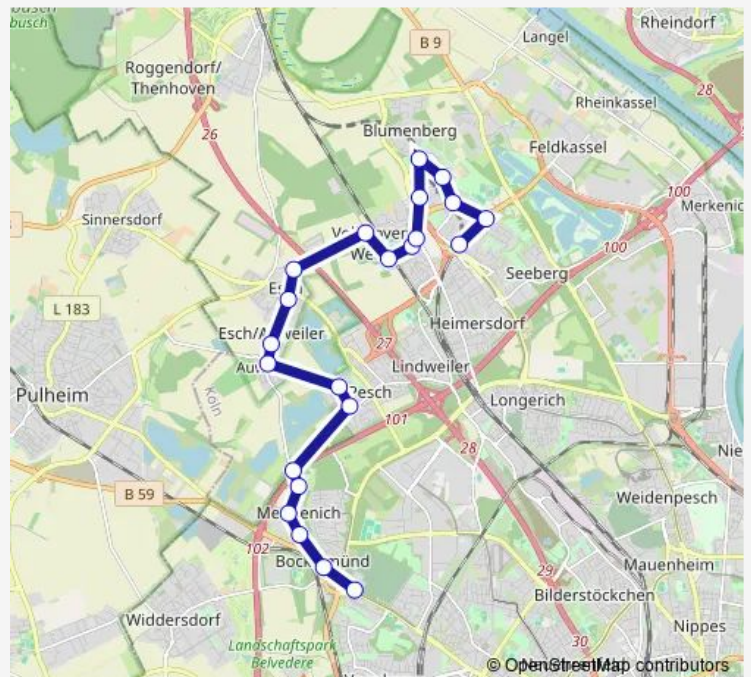 busch
Rheindorf
B 9
Langel
Roggendorf/
Thenhoven
28
Rheinkassel
26
Blumenberg
Feldkassel
100
Merkenic
Sinnersdorf
100
Seeberg
L 183
Heimersdorf
27
Lindweiler
Pulheim
Köln
Pesch
Longerich
101
28
B 59
Weidenpesch
102
29
Mauenheim
Bilderstöckchen
Widdersdorf
Nippes
Landschaftspark
Belvedere
30
© OpenStreetMap contributors